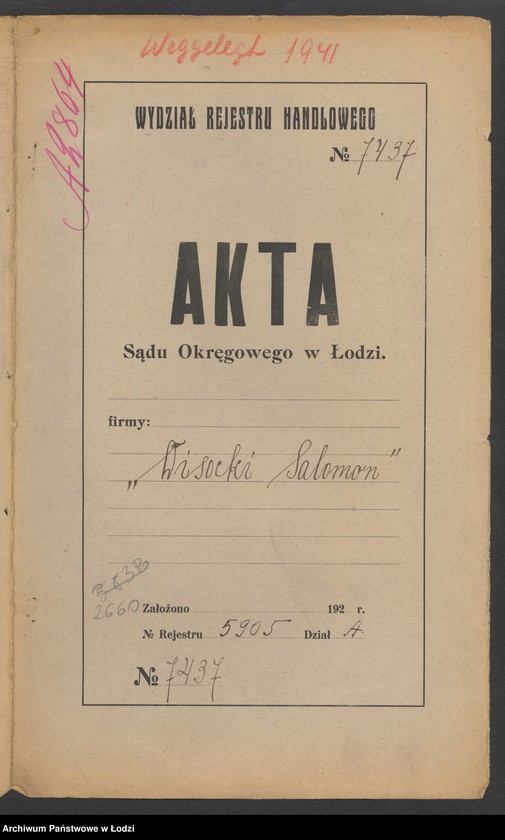 Weggelegt 1941
A2864
WYDZIAŁ REJESTRU HANDLOWEGO
№ 7437
AKTA
Sądu Okręgowego w Łodzi.
firmy:
„Wisocki Salomon"
2660
Założono 192 r.
№ Rejestru 5905 Dział A
№ 7437
Archiwum Państwowe w Łodzi